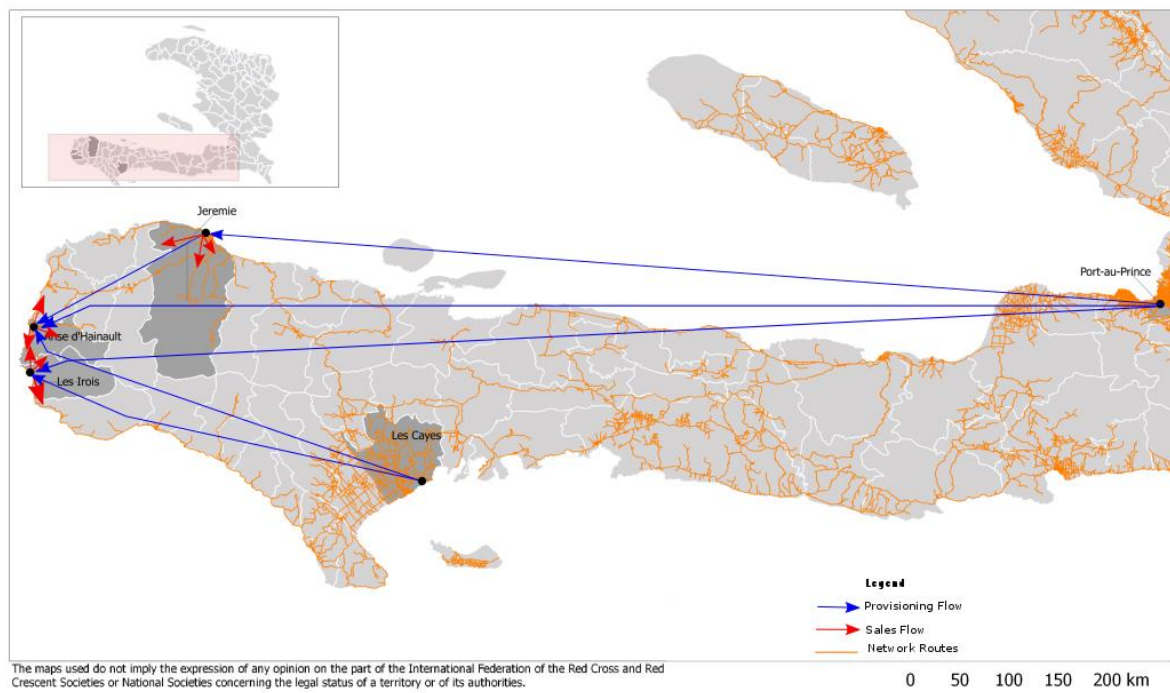 Jeremie
Port-au-Prince
Anse d'Hainault
Les Irois
Les Cayes
Legend
Provisioning Flow
Sales Flow
Network Routes
The maps used do not imply the expression of any opinion on the part of the International Federation of the Red Cross and Red
Crescent Societies or National Societies concerning the legal status of a territory or of its authorities.
0 50 100 150 200 km